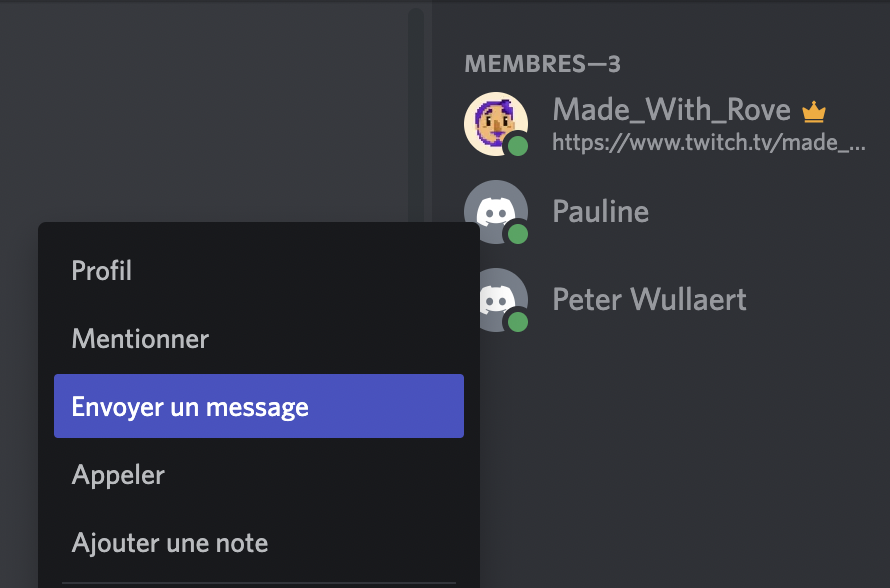 MEMBRES—3
Made_With_Rove
https://www.twitch.tv/made_...
Pauline
Peter Wullaert
Profil
Mentionner
Envoyer un message
Appeler
Ajouter une note